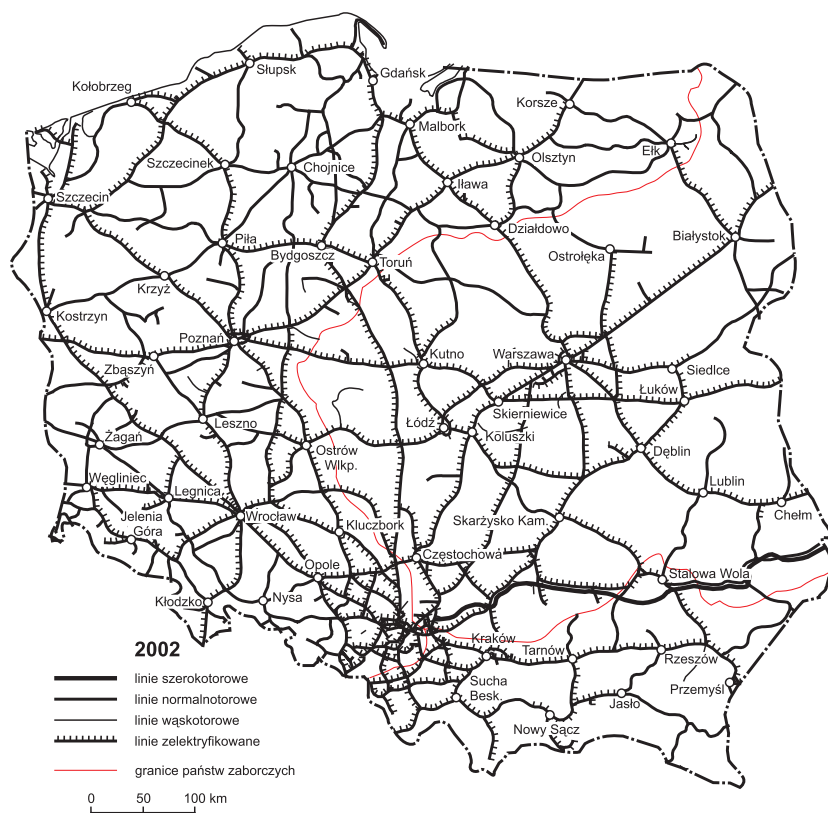 Gdańsk
Słupsk
Kołobrzeg
Korsze
Malbork
Ełk
Olsztyn
Szczecinek
Chojnice
Iława
Szczecin
Działdowo
Białystok
Piła
Bydgoszcz
Ostrołęka
Toruń
Krzyż
Kostrzyn
Poznań
Kutno
Warszawa
Zbąszyń
Siedlce
Łuków
Skierniewice
Leszno
Łódź
Koluszki
Żagań
Ostrów
Wlkp.
Dęblin
Węgliniec
Legnica
Lublin
Jelenia
Góra
Wrocław
Kluczbork
Skarżysko Kam.
Chełm
Częstochowa
Opole
Stalowa Wola
Kłodzko
Nysa
Kraków
Tarnów
Rzeszów
Sucha
Besk.
Przemyśl
Jasło
Nowy Sącz
2002
linie szerokotorowe
linie normalnotorowe
linie wąskotorowe
linie zelektryfikowane
granice państw zaborczych
0 50 100 km